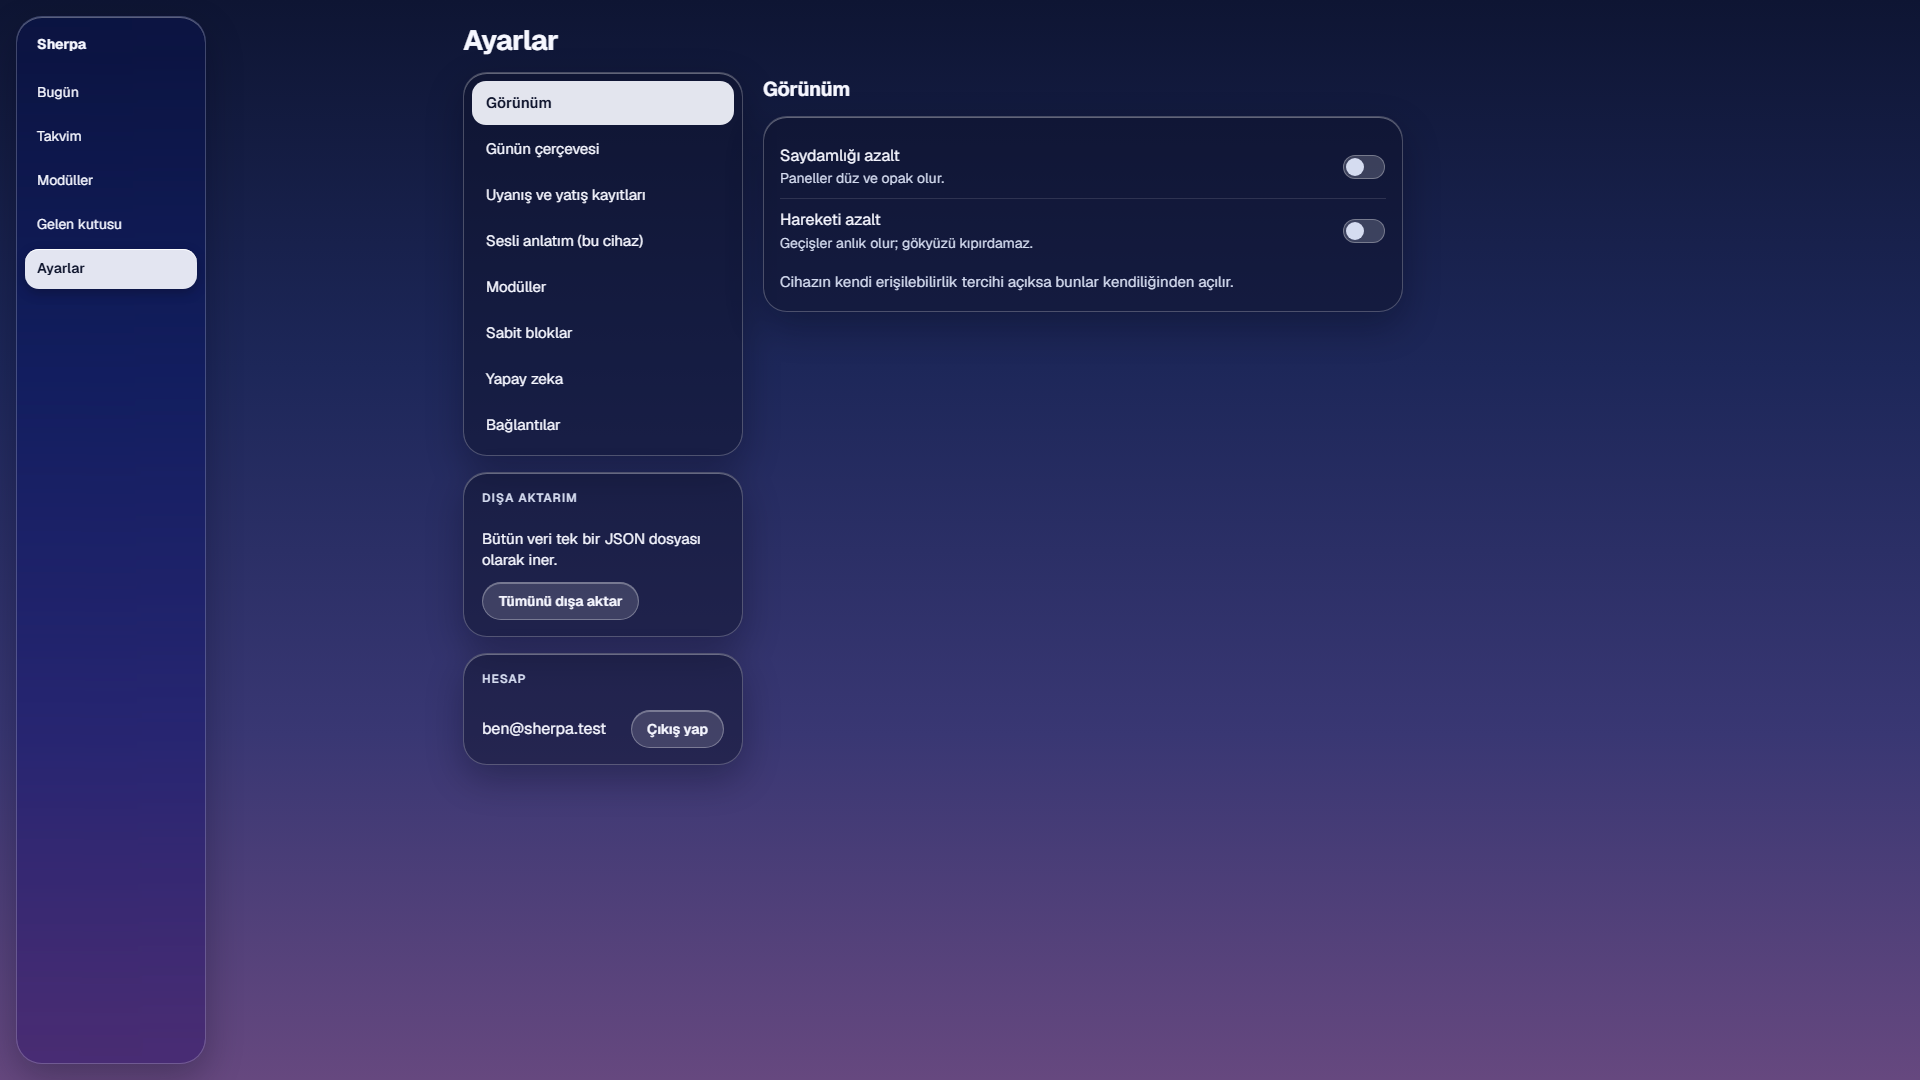 Sherpa
Bugün
Takvim
Modüller
Gelen kutusu
Ayarlar
Ayarlar
Görünüm
Günün çerçevesi
Uyanış ve yatış kayıtları
Sesli anlatım (bu cihaz)
Modüller
Sabit bloklar
Yapay zeka
Bağlantılar
DIŞA AKTARIM
Bütün veri tek bir JSON dosyası
olarak iner.
Tümünü dışa aktar
HESAP
ben@sherpa.test
Çıkış yap
Görünüm
Saydamlığı azalt
Paneller düz ve opak olur.
Hareketi azalt
Geçişler anlık olur; gökyüzü kıpırdamaz.
Cihazın kendi erişilebilirlik tercihi açıksa bunlar kendiliğinden açılır.